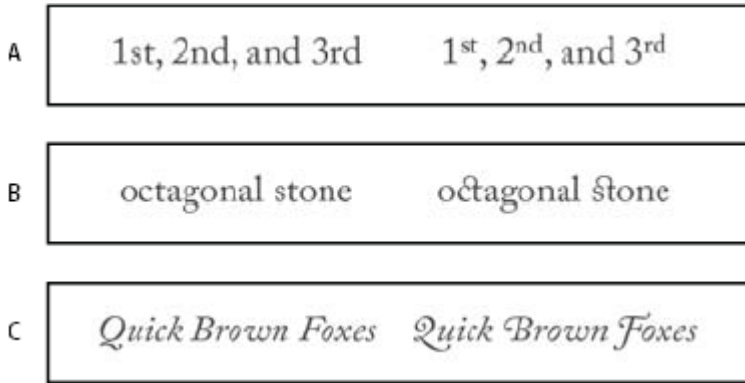 A 1st, 2nd, and 3rd 1ˢᵗ, 2ⁿᵈ, and 3ʳᵈ
B octagonal stone octagonal stone
C Quick Brown Foxes Quick Brown Foxes